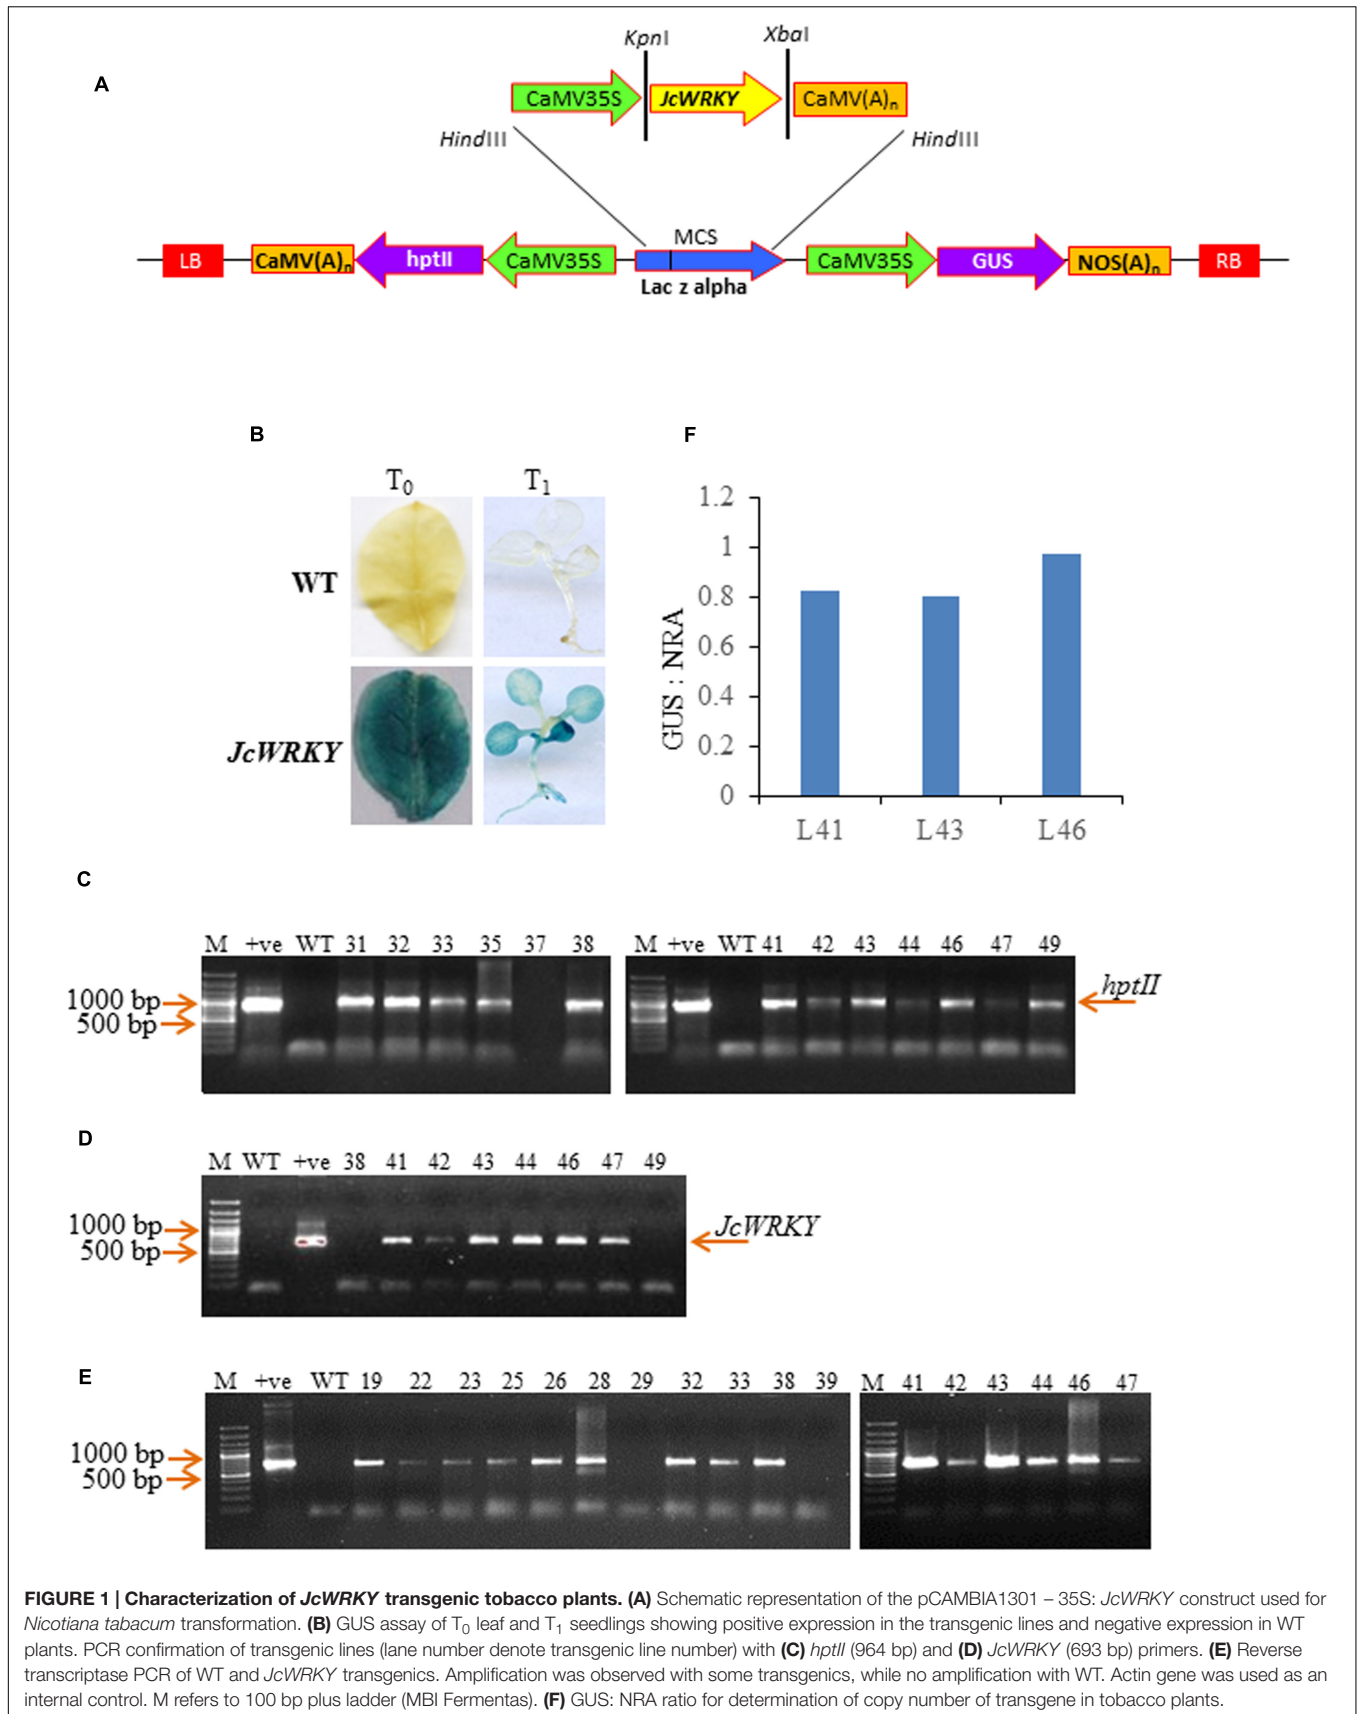 A
KpnI
XbaI
CaMV35S
JcWRKY
CaMV(A)n
HindIII
HindIII
MCS
LB
CaMV(A)n
hptII
CaMV35S
CaMV35S
GUS
NOS(A)n
RB
Lac z alpha
B
T0
T1
WT
JcWRKY
F
1.2
1
0.8
0.6
0.4
0.2
0
GUS : NRA
L41
L43
L46
C
M +ve WT 31 32 33 35 37 38
M +ve WT 41 42 43 44 46 47 49
1000 bp
500 bp
hptII
D
M WT +ve 38 41 42 43 44 46 47 49
1000 bp
500 bp
JcWRKY
E
M +ve WT 19 22 23 25 26 28 29 32 33 38 39
M 41 42 43 44 46 47
1000 bp
500 bp
FIGURE 1 | Characterization of JcWRKY transgenic tobacco plants. (A) Schematic representation of the pCAMBIA1301 – 35S: JcWRKY construct used for
Nicotiana tabacum transformation. (B) GUS assay of T0 leaf and T1 seedlings showing positive expression in the transgenic lines and negative expression in WT
plants. PCR confirmation of transgenic lines (lane number denote transgenic line number) with (C) hptII (964 bp) and (D) JcWRKY (693 bp) primers. (E) Reverse
transcriptase PCR of WT and JcWRKY transgenics. Amplification was observed with some transgenics, while no amplification with WT. Actin gene was used as an
internal control. M refers to 100 bp plus ladder (MBI Fermentas). (F) GUS: NRA ratio for determination of copy number of transgene in tobacco plants.